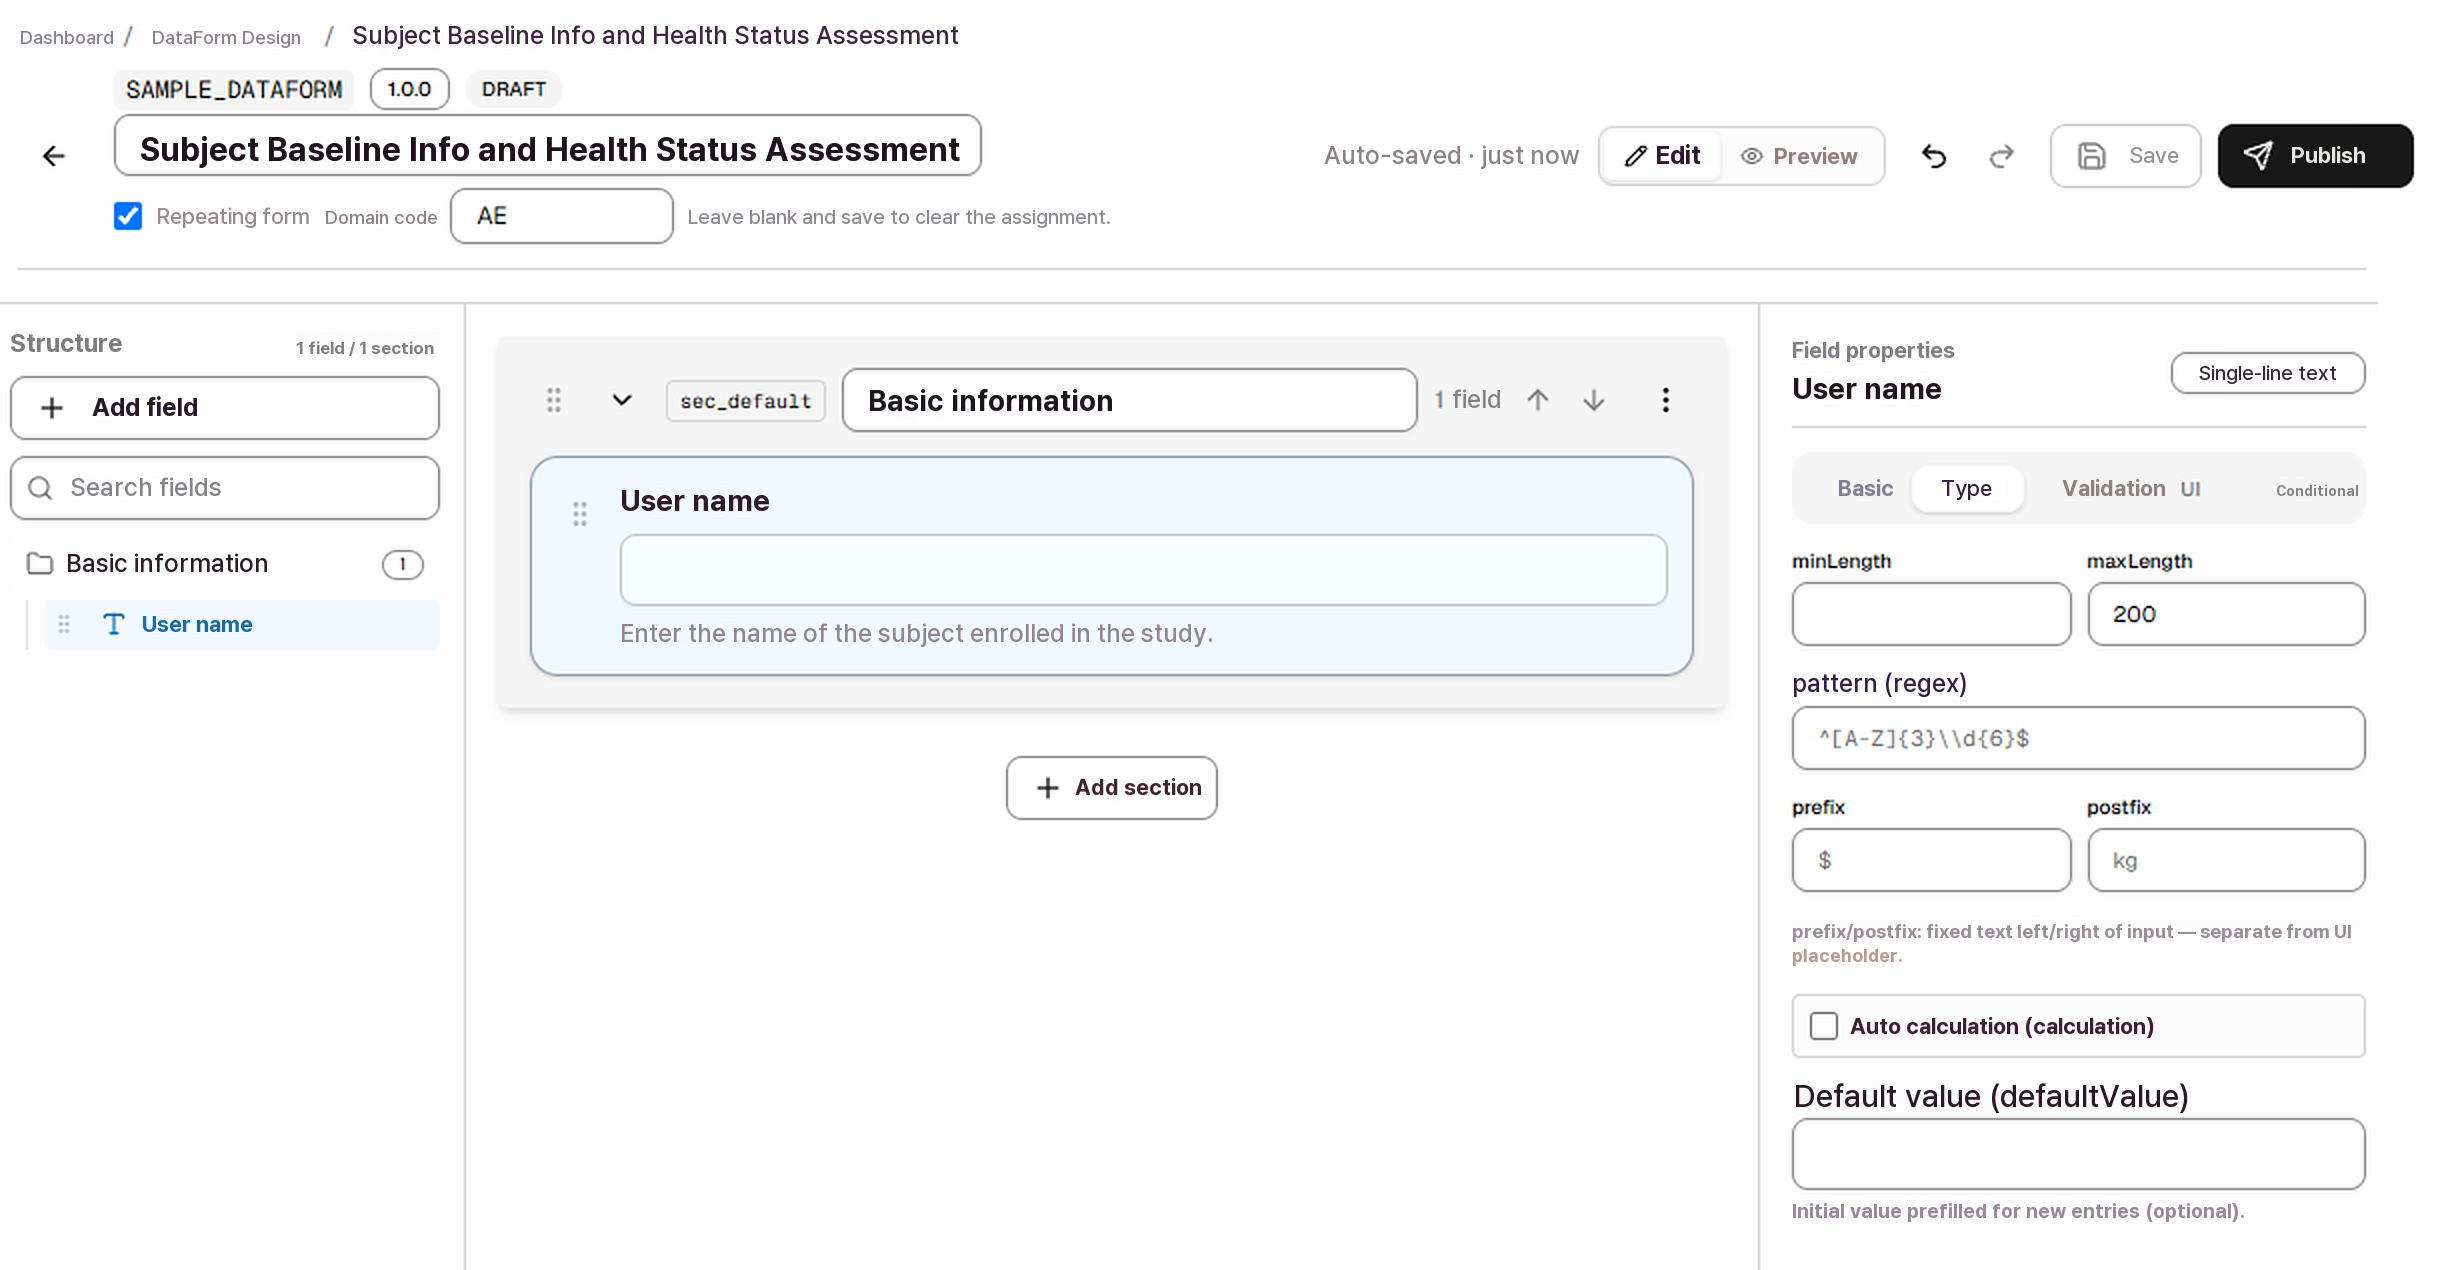 Dashboard / DataForm Design / Subject Baseline Info and Health Status Assessment
SAMPLE_DATAFORM 1.0.0 DRAFT
Subject Baseline Info and Health Status Assessment
Auto-saved · just now Edit Preview Save Publish
Repeating form Domain code AE Leave blank and save to clear the assignment.
Structure 1 field / 1 section
Add field
Search fields
Basic information 1
User name
sec_default Basic information 1 field
User name
Enter the name of the subject enrolled in the study.
Add section
Field properties
User name Single-line text
Basic Type Validation UI Conditional
minLength maxLength
200
pattern (regex)
^[A-Z]{3}\\d{6}$
prefix postfix
$ kg
prefix/postfix: fixed text left/right of input — separate from UI
placeholder.
Auto calculation (calculation)
Default value (defaultValue)
Initial value prefilled for new entries (optional).